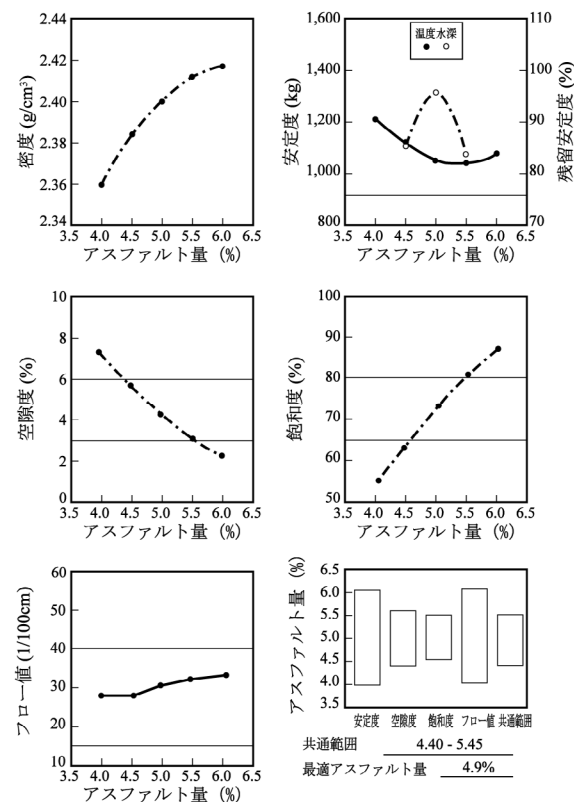 密度 (g/cm³)
2.44
2.42
2.40
2.38
2.36
2.34
3.5 4.0 4.5 5.0 5.5 6.0 6.5
アスファルト量 (%)
安定度 (kg)
1,600
1,400
1,200
1,000
800
温度水深
110
100
90
80
70
残留安定度 (%)
3.5 4.0 4.5 5.0 5.5 6.0 6.5
アスファルト量 (%)
空隙度 (%)
10
8
6
4
2
0
3.5 4.0 4.5 5.0 5.5 6.0 6.5
アスファルト量 (%)
飽和度 (%)
100
90
80
70
60
50
3.5 4.0 4.5 5.0 5.5 6.0 6.5
アスファルト量 (%)
フロー値 (1/100cm)
60
50
40
30
20
10
3.5 4.0 4.5 5.0 5.5 6.0 6.5
アスファルト量 (%)
アスファルト量 (%)
6.5
6.0
5.5
5.0
4.5
4.0
3.5
安定度 空隙度 飽和度 フロー値 共通範囲
共通範囲 4.40 - 5.45
最適アスファルト量 4.9%